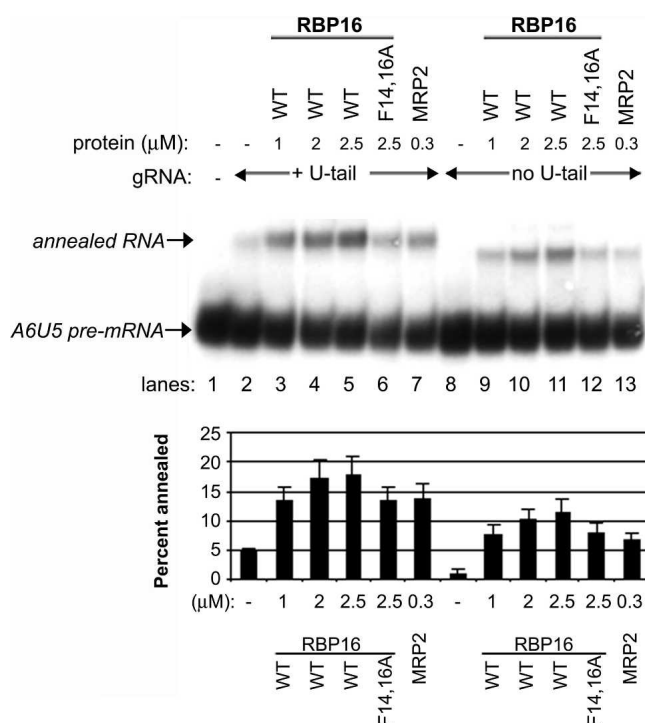 RBP16 RBP16
WT WT WT F14,16A MRP2 WT WT WT F14,16A MRP2
protein (μM): - - 1 2 2.5 2.5 0.3 - 1 2 2.5 2.5 0.3
gRNA: - + U-tail no U-tail
annealed RNA
A6U5 pre-mRNA
lanes: 1 2 3 4 5 6 7 8 9 10 11 12 13
Percent annealed
25
20
15
10
5
0
(μM): - 1 2 2.5 2.5 0.3 - 1 2 2.5 2.5 0.3
RBP16 RBP16
WT WT WT F14,16A MRP2 WT WT WT F14,16A MRP2